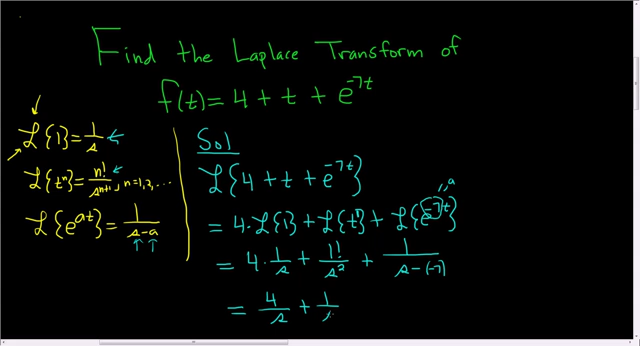 Find the Laplace Transform of
f(t) = 4 + t + e^{-7t}
ℒ{1} = 1/s
ℒ{t^n} = n!/s^{n+1}, n=1,2,...
ℒ{e^{at}} = 1/(s-a)
Sol
ℒ{4 + t + e^{-7t}}
= 4·ℒ{1} + ℒ{t^1} + ℒ{e^{-7t}} a
= 4·1/s + 1!/s^2 + 1/(s-(-7))
= 4/s + 1/